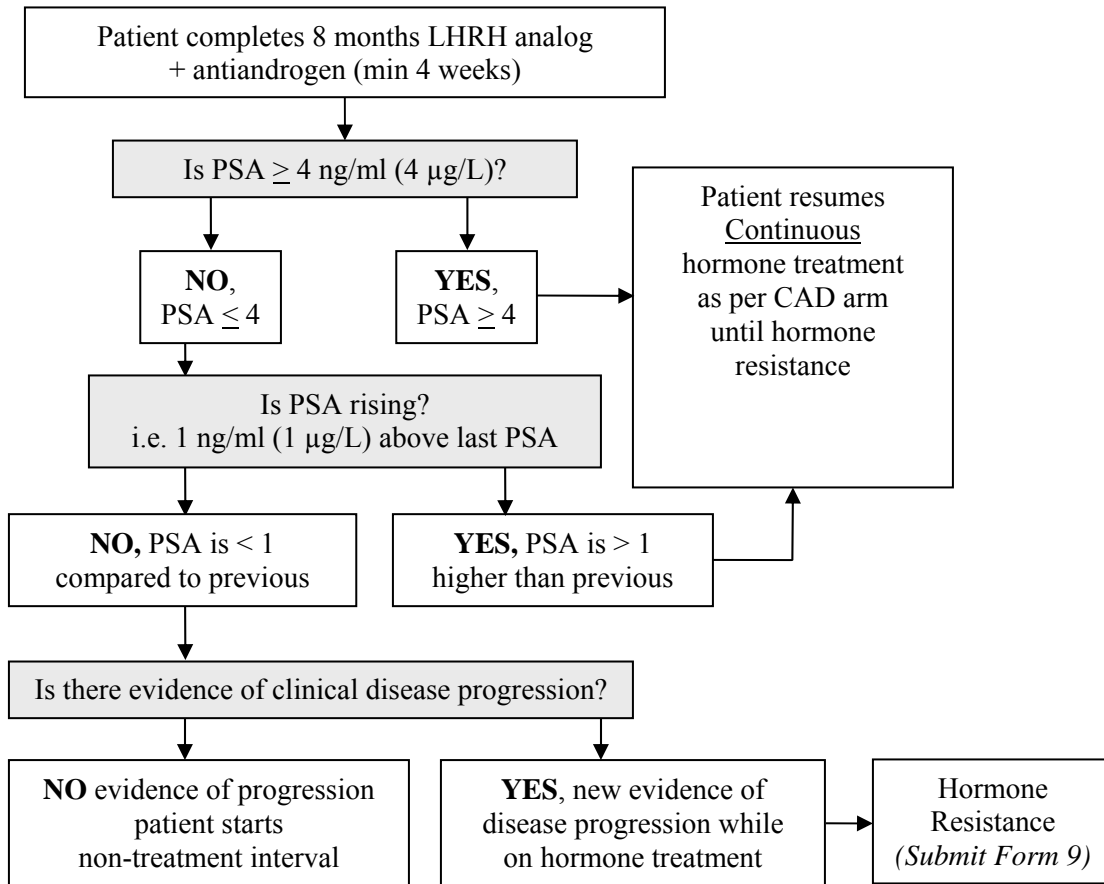 Patient completes 8 months LHRH analog
+ antiandrogen (min 4 weeks)
Is PSA ≥ 4 ng/ml (4 µg/L)?
Patient resumes
Continuous
hormone treatment
as per CAD arm
until hormone
resistance
NO,
PSA ≤ 4
YES,
PSA ≥ 4
Is PSA rising?
i.e. 1 ng/ml (1 µg/L) above last PSA
NO, PSA is < 1
compared to previous
YES, PSA is > 1
higher than previous
Is there evidence of clinical disease progression?
NO evidence of progression
patient starts
non-treatment interval
YES, new evidence of
disease progression while
on hormone treatment
Hormone
Resistance
(Submit Form 9)